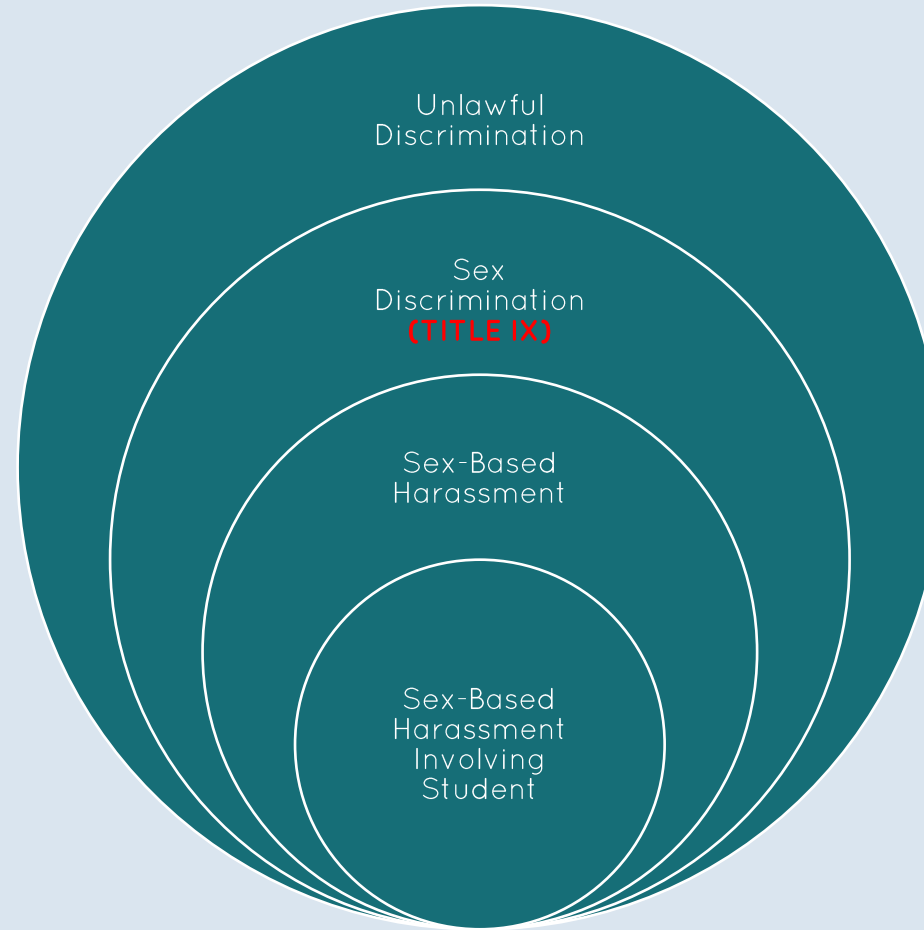 Unlawful
Discrimination
Sex
Discrimination
(TITLE IX)
Sex-Based
Harassment
Sex-Based
Harassment
Involving
Student